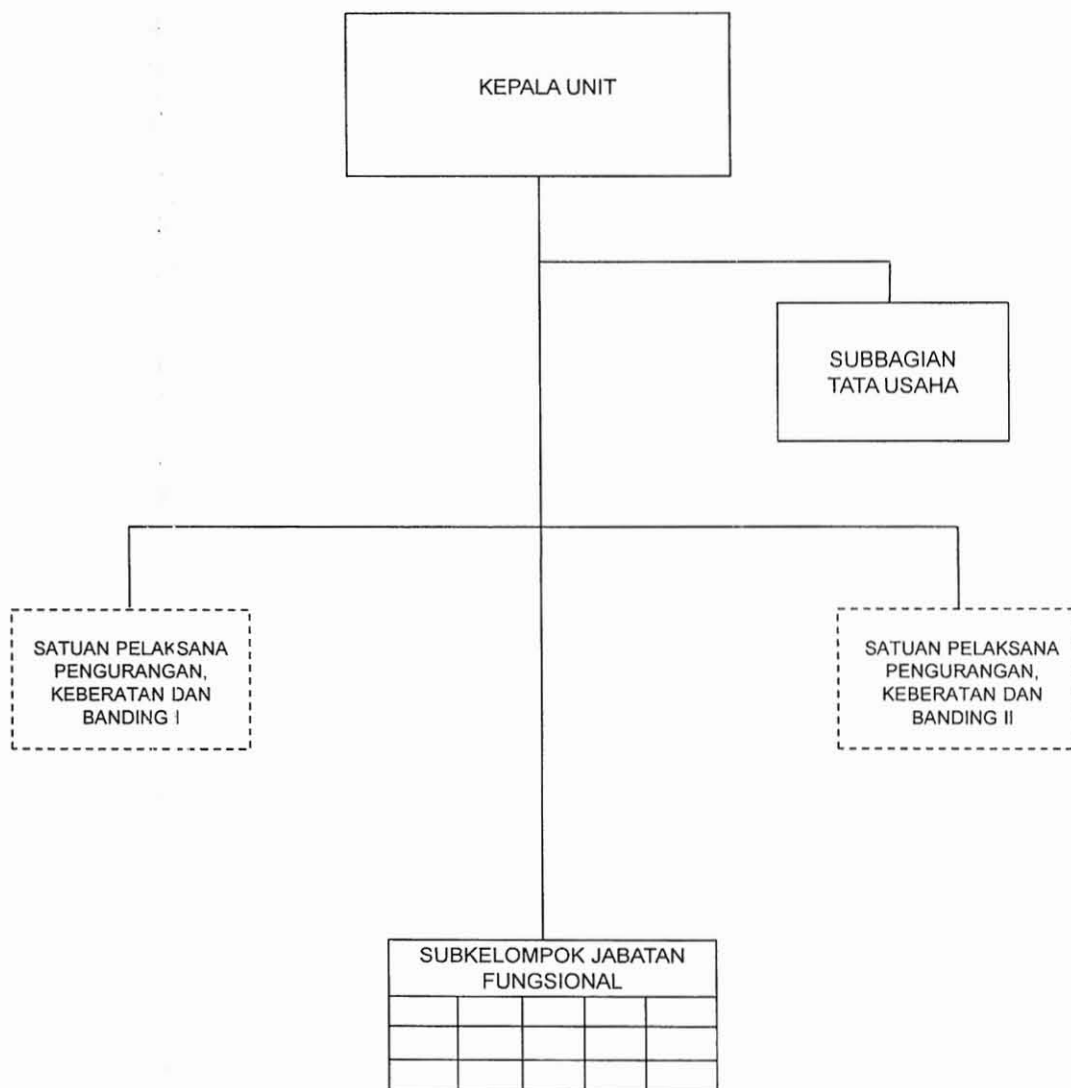 KEPALA UNIT
SUBBAGIAN
TATA USAHA
SATUAN PELAKSANA
PENGURANGAN,
KEBERATAN DAN
BANDING I
SATUAN PELAKSANA
PENGURANGAN,
KEBERATAN DAN
BANDING II
SUBKELOMPOK JABATAN
FUNGSIONAL